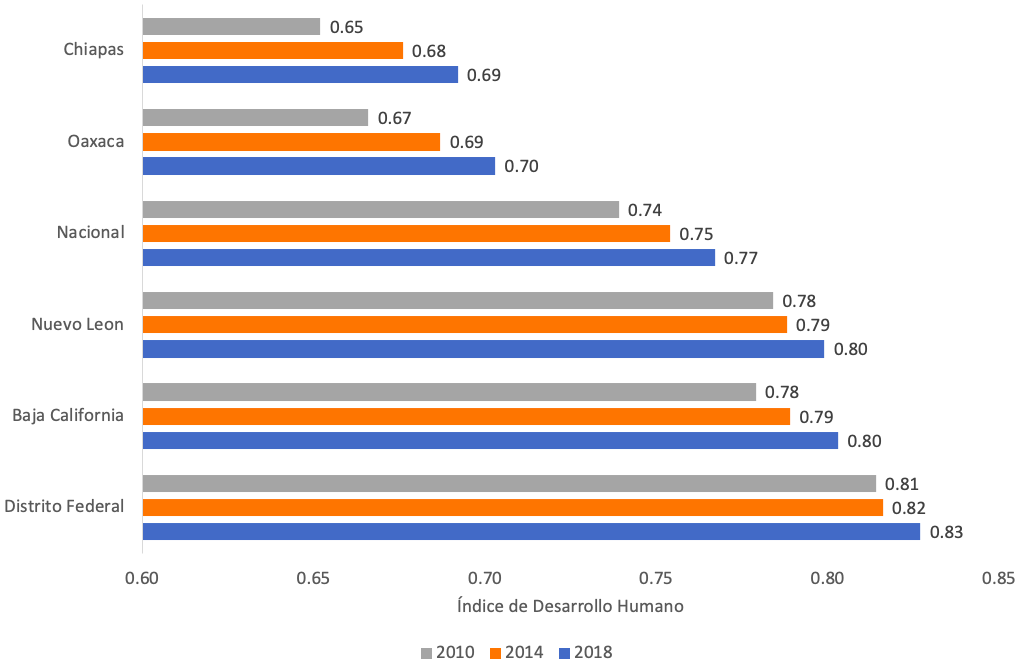 0.65
Chiapas 0.68
0.69
0.67
Oaxaca 0.69
0.70
0.74
Nacional 0.75
0.77
0.78
Nuevo Leon 0.79
0.80
0.78
Baja California 0.79
0.80
0.81
Distrito Federal 0.82
0.83
0.60 0.65 0.70 0.75 0.80 0.85
Índice de Desarrollo Humano
2010 2014 2018